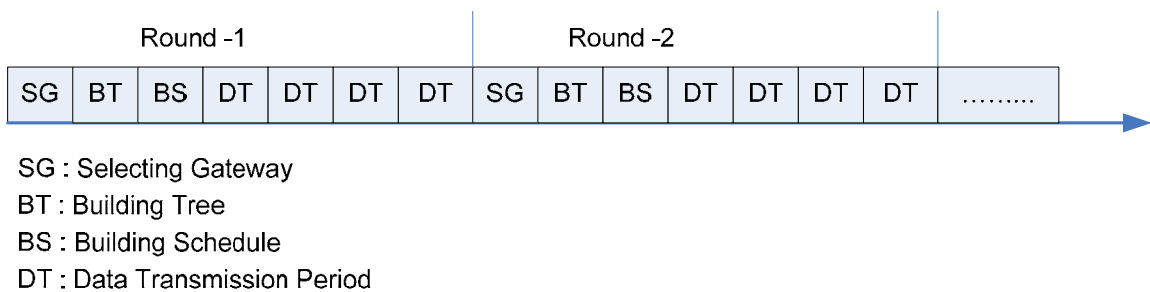 Round -1 Round -2
SG BT BS DT DT DT DT SG BT BS DT DT DT DT .........
SG : Selecting Gateway
BT : Building Tree
BS : Building Schedule
DT : Data Transmission Period